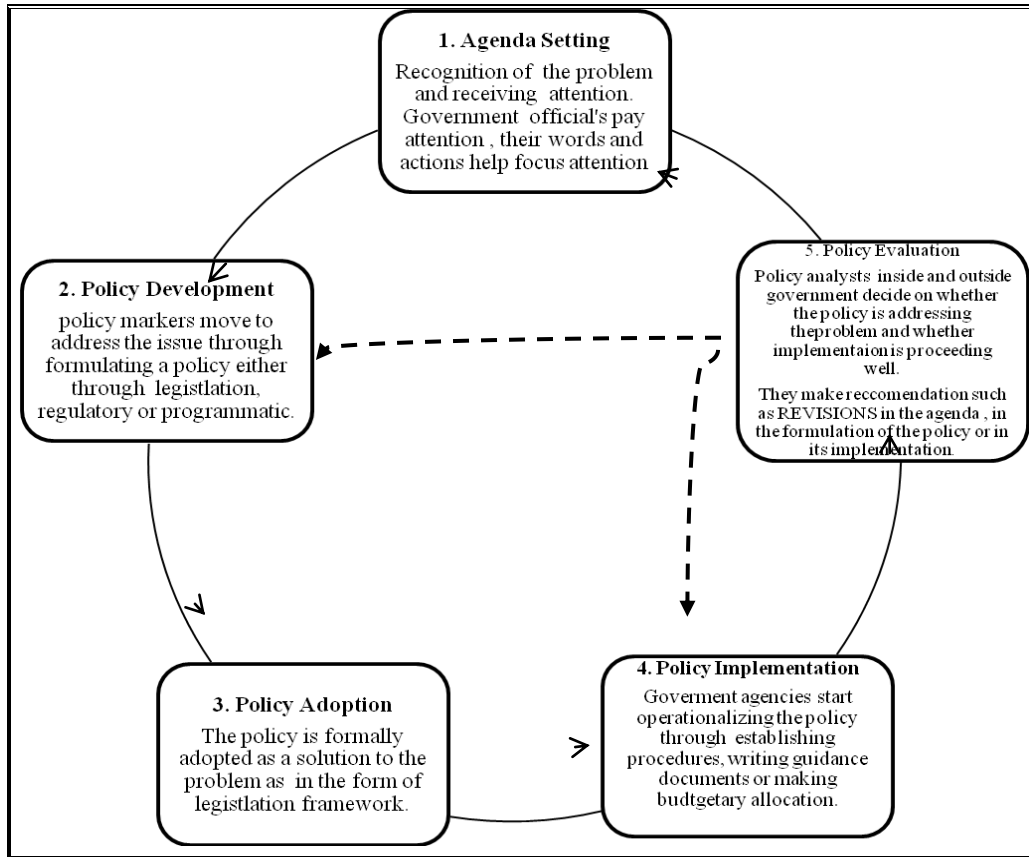 1. Agenda Setting
Recognition of the problem
and receiving attention.
Government official's pay
attention , their words and
actions help focus attention
2. Policy Development
policy markers move to
address the issue through
formulating a policy either
through legistlation,
regulatory or programmatic.
3. Policy Adoption
The policy is formally
adopted as a solution to the
problem as in the form of
legistlation framework.
4. Policy Implementation
Goverment agencies start
operationalizing the policy
through establishing
procedures, writing guidance
documents or making
budtgetary allocation.
5. Policy Evaluation
Policy analysts inside and outside
government decide on whether
the policy is addressing
theproblem and whether
implementaion is proceeding
well.
They make reccomendation such
as REVISIONS in the agenda , in
the formulation of the policy or in
its implementation.